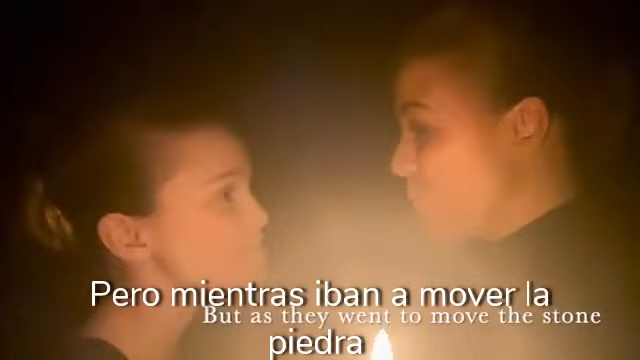 Pero mientras iban a mover la
But as they went to move the stone
piedra